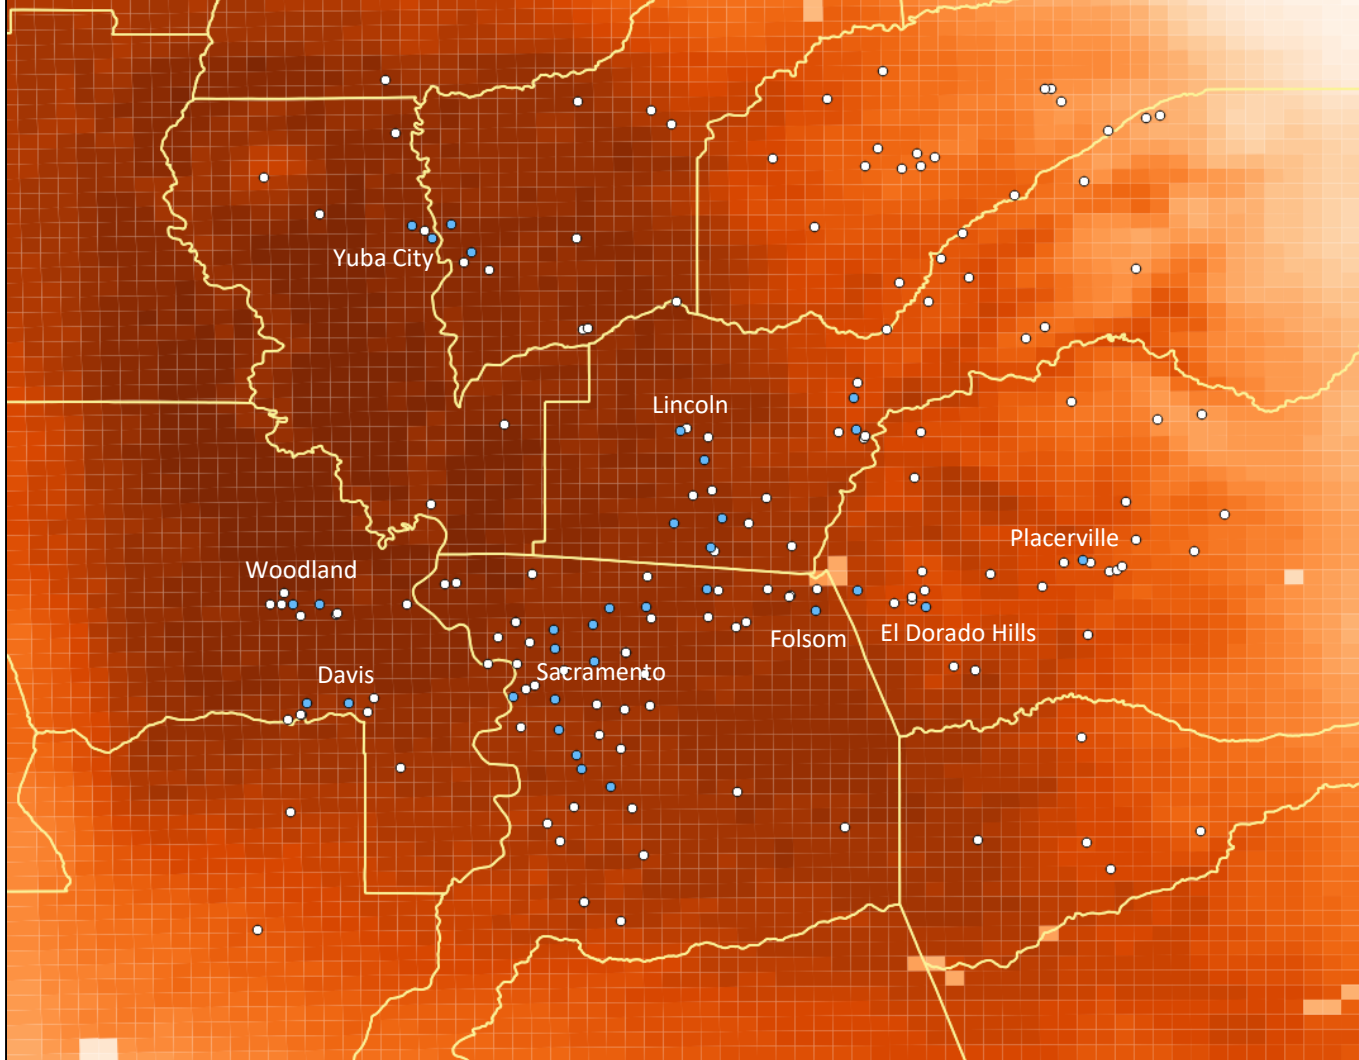 Yuba City
Lincoln
Placerville
Woodland
Folsom
El Dorado Hills
Sacramento
Davis